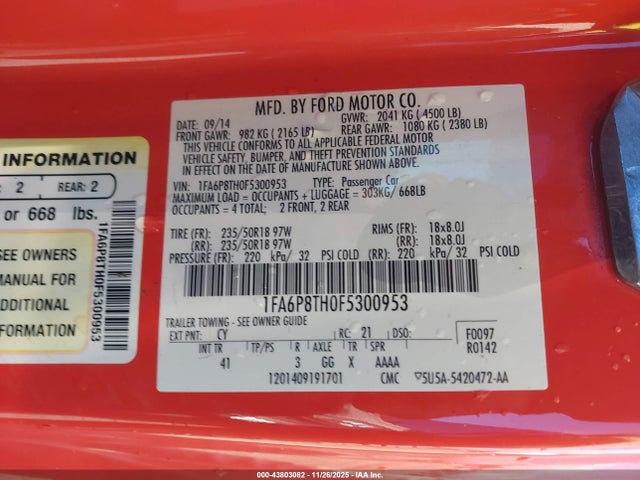 INFORMATION
: 2 REAR: 2
or 668 lbs.
SEE OWNERS
MANUAL FOR
ADDITIONAL
INFORMATION
1FA6P8TH0F5300953
MFD. BY FORD MOTOR CO.
DATE: 09/14 GVWR: 2041 KG ( 4500 LB)
FRONT GAWR: 982 KG ( 2165 LB) REAR GAWR: 1080 KG ( 2380 LB)
THIS VEHICLE CONFORMS TO ALL APPLICABLE FEDERAL MOTOR
VEHICLE SAFETY, BUMPER, AND THEFT PREVENTION STANDARDS
IN EFFECT ON THE DATE OF MANUFACTURE SHOWN ABOVE.
VIN: 1FA6P8TH0F5300953 TYPE: Passenger Car
MAXIMUM LOAD = OCCUPANTS + LUGGAGE = 303KG/ 668LB
OCCUPANTS = 4 TOTAL; 2 FRONT, 2 REAR
TIRE (FR): 235/50R18 97W RIMS (FR): 18x8.0J
(RR): 235/50R18 97W (RR): 18x8.0J
PRESSURE (FR): 220 kPa/ 32 PSI COLD (RR): 220 kPa/ 32 PSI COLD
1FA6P8TH0F5300953
TRAILER TOWING - SEE OWNER GUIDE
EXT PNT: CY RC: 21 DSO: F0097
INT TR TP/PS R AXLE TR SPR R0142
41 3 GG X AAAA
1201409191701 CMC 5U5A-5420472-AA
000-43803082 - 11/26/2025 - IAA Inc.